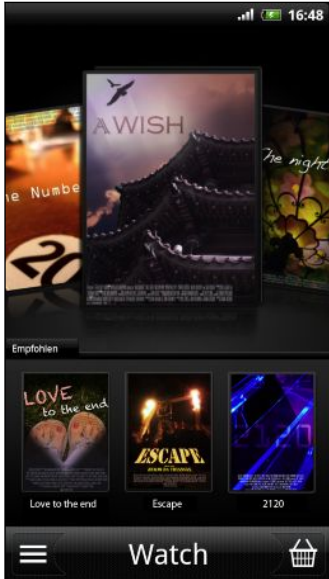 16:48
A WISH
he Numbe
The night
20
Empfohlen
LOVE
to the end
ESCAPE
2120
Love to the end
Escape
2120
Watch